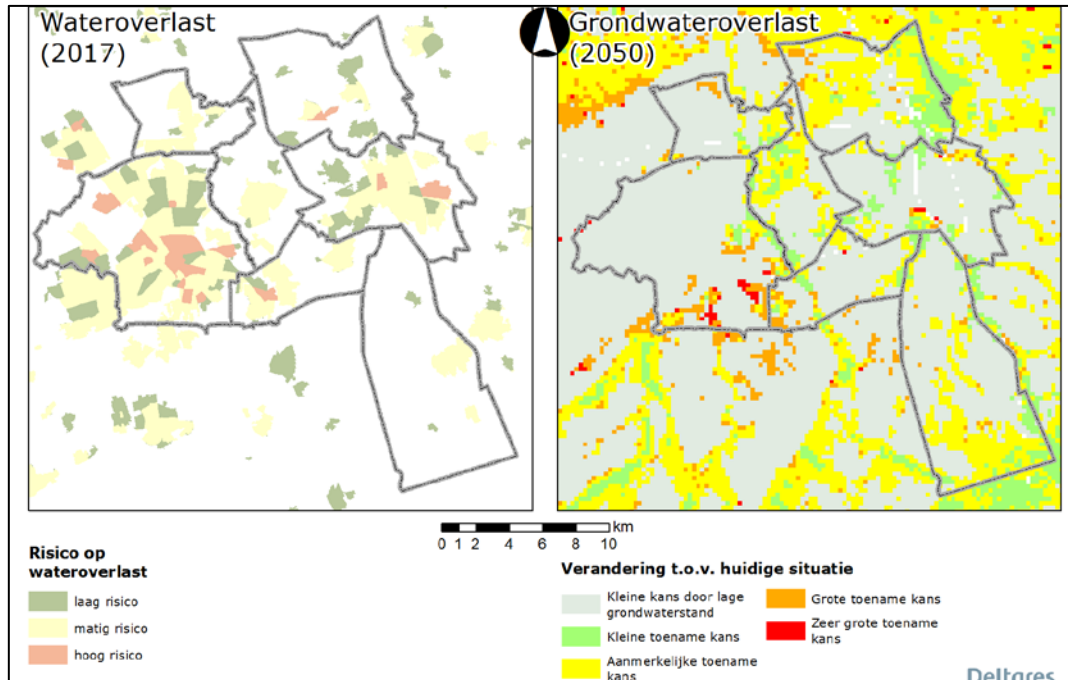 Wateroverlast
(2017)
Grondwateroverlast
(2050)
km
0 1 2 4 6 8 10
Risico op
wateroverlast
laag risico
matig risico
hoog risico
Verandering t.o.v. huidige situatie
Kleine kans door lage
grondwaterstand
Kleine toename kans
Aanmerkelijke toename
kans
Grote toename kans
Zeer grote toename
kans
Deltares